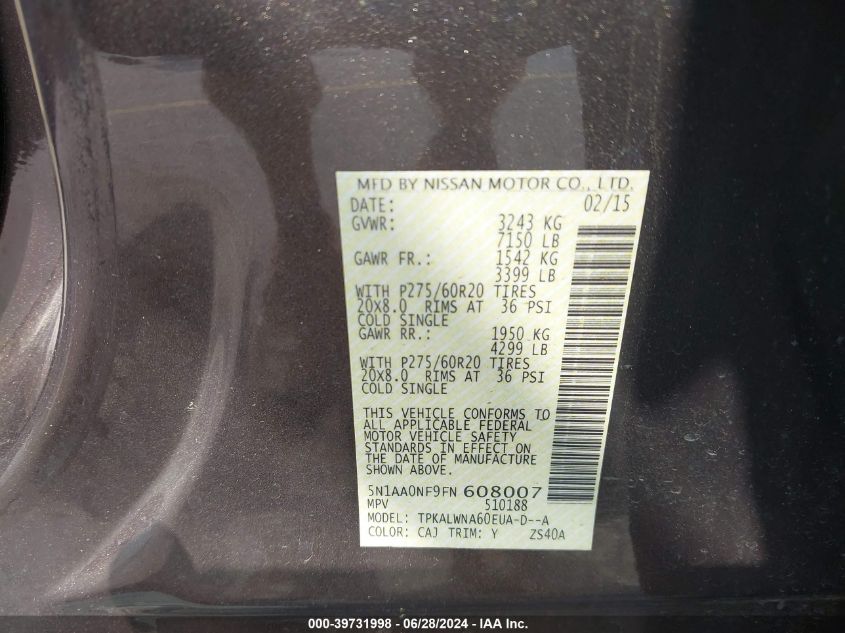 MFD BY NISSAN MOTOR CO., LTD.
DATE: 02/15
GVWR: 3243 KG
7150 LB
GAWR FR.: 1542 KG
3399 LB
WITH P275/60R20 TIRES
20X8.0 RIMS AT 36 PSI
COLD SINGLE
GAWR RR.: 1950 KG
4299 LB
WITH P275/60R20 TIRES
20X8.0 RIMS AT 36 PSI
COLD SINGLE
THIS VEHICLE CONFORMS TO
ALL APPLICABLE FEDERAL
MOTOR VEHICLE SAFETY
STANDARDS IN EFFECT ON
THE DATE OF MANUFACTURE
SHOWN ABOVE.
5N1AA0NF9FN 608007
MPV 510188
MODEL: TPKALWNA60EUA-D--A
COLOR: CAJ TRIM: Y ZS40A
000-39731998 - 06/28/2024 - IAA Inc.